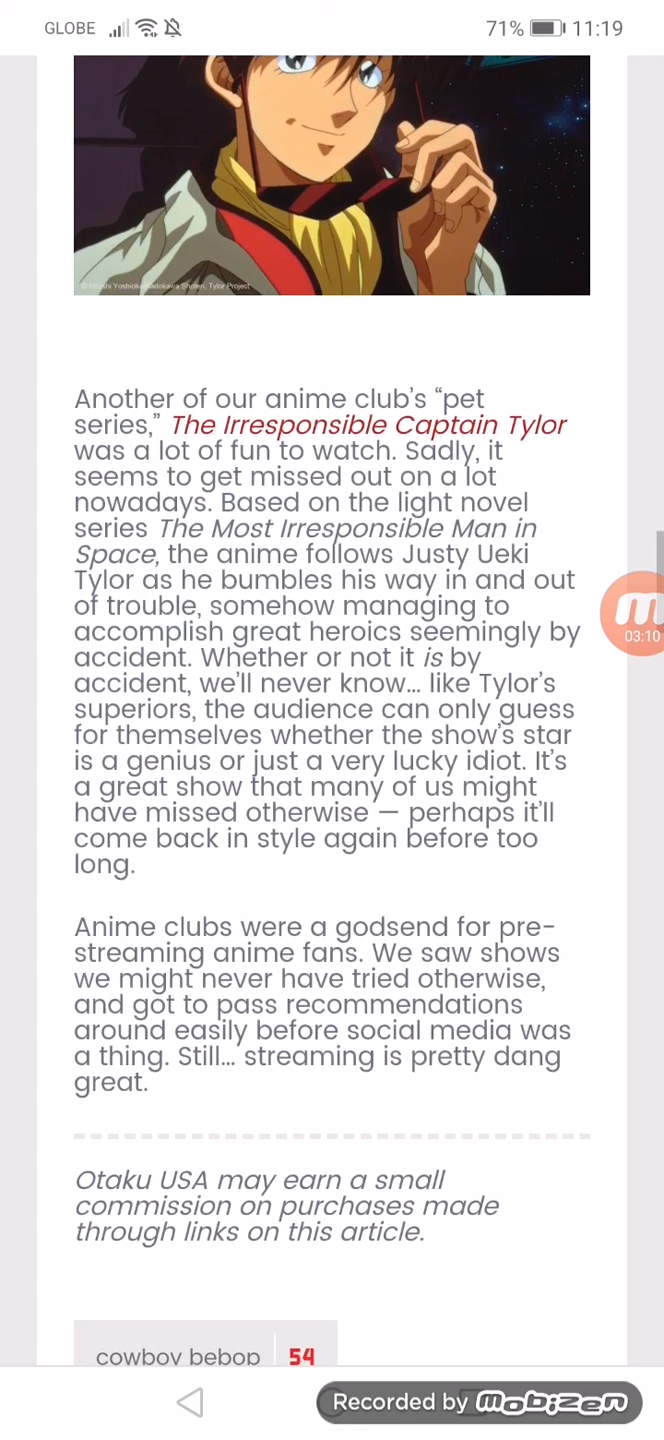 GLOBE 71% 11:19
© Hitoshi Yoshioka, Kadokawa Shoten, Tylor Project
Another of our anime club’s “pet
series,” The Irresponsible Captain Tylor
was a lot of fun to watch. Sadly, it
seems to get missed out on a lot
nowadays. Based on the light novel
series The Most Irresponsible Man in
Space, the anime follows Justy Ueki
Tylor as he bumbles his way in and out
of trouble, somehow managing to
accomplish great heroics seemingly by
accident. Whether or not it is by
accident, we’ll never know... like Tylor’s
superiors, the audience can only guess
for themselves whether the show’s star
is a genius or just a very lucky idiot. It’s
a great show that many of us might
have missed otherwise — perhaps it’ll
come back in style again before too
long.
03:10
Anime clubs were a godsend for pre-
streaming anime fans. We saw shows
we might never have tried otherwise,
and got to pass recommendations
around easily before social media was
a thing. Still... streaming is pretty dang
great.
Otaku USA may earn a small
commission on purchases made
through links on this article.
cowboy bebop 54
Recorded by mobizen